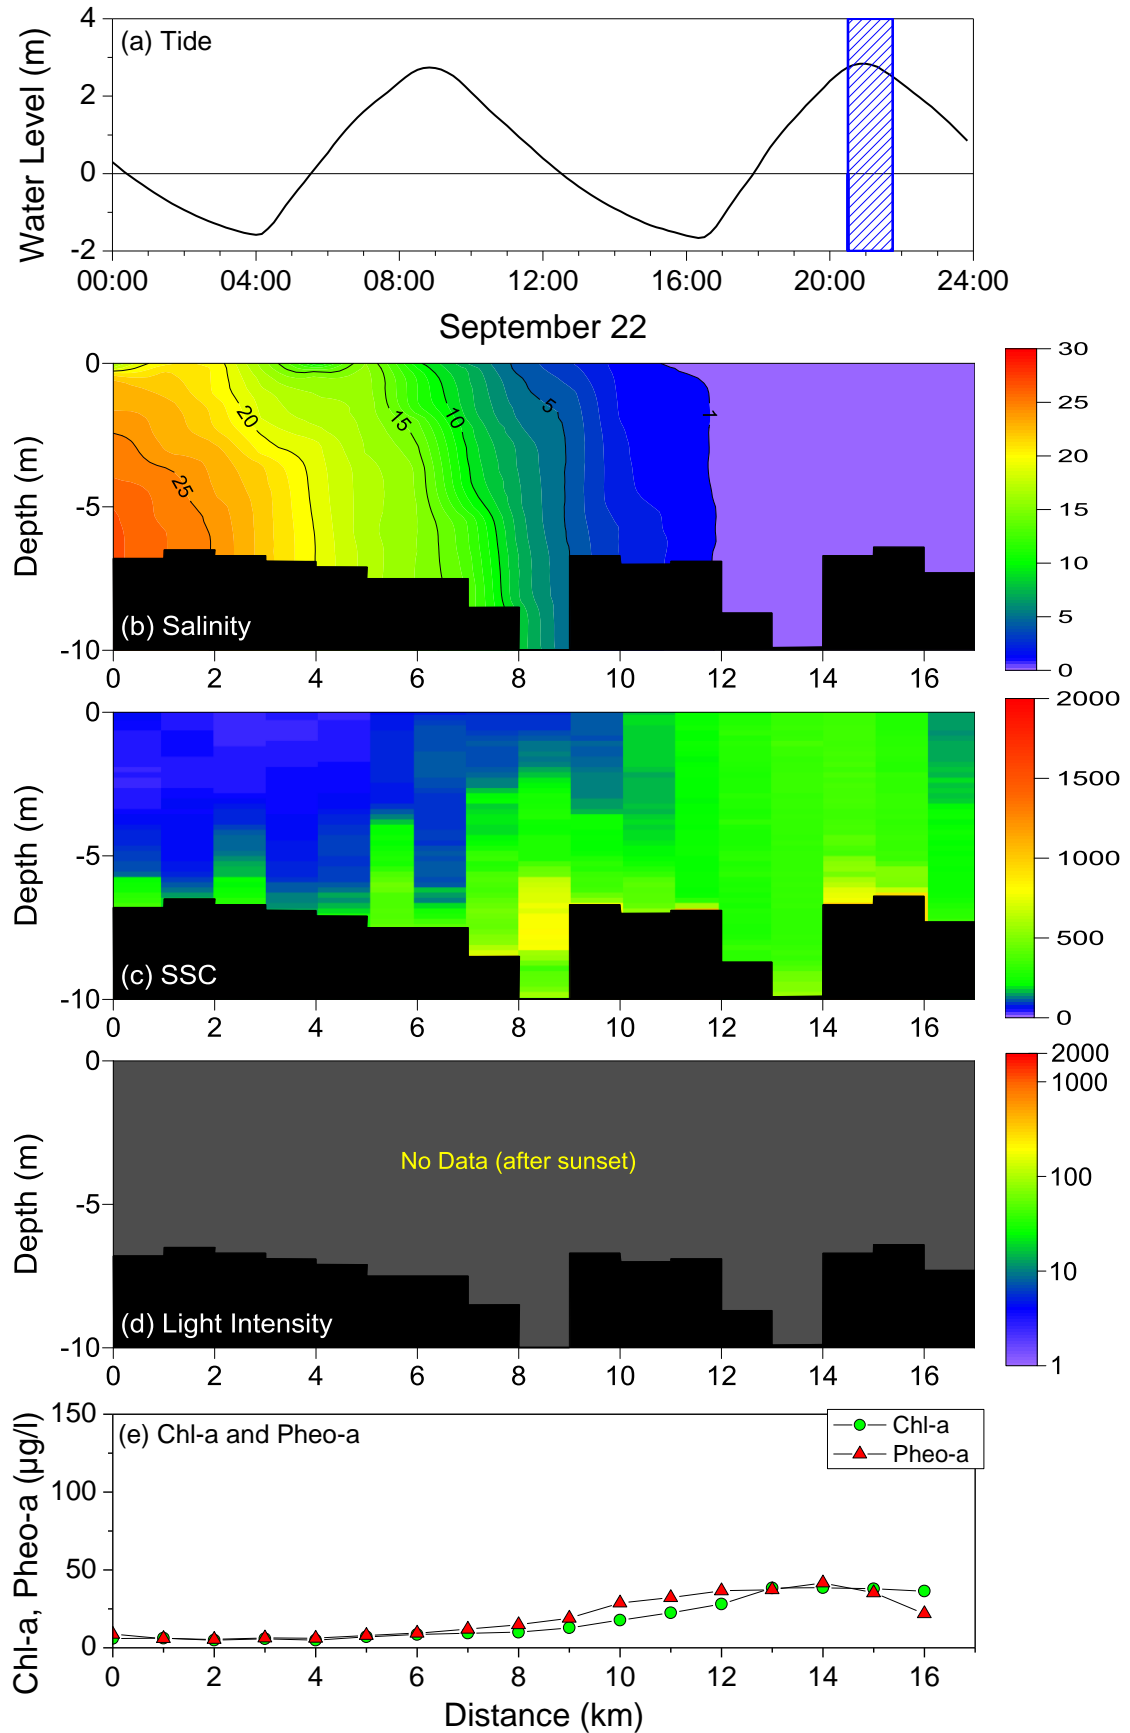 (a) Tide
Water Level (m)
4
2
0
-2
00:00 04:00 08:00 12:00 16:00 20:00 24:00
September 22
Depth (m)
0
-5
-10
20
15
10
5
1
25
(b) Salinity
0 2 4 6 8 10 12 14 16
30
25
20
15
10
5
0
Depth (m)
0
-5
-10
(c) SSC
0 2 4 6 8 10 12 14 16
2000
1500
1000
500
0
Depth (m)
0
-5
-10
No Data (after sunset)
(d) Light Intensity
0 2 4 6 8 10 12 14 16
2000
1000
100
10
1
Chl-a, Pheo-a (µg/l)
150
100
50
0
(e) Chl-a and Pheo-a
Chl-a
Pheo-a
0 2 4 6 8 10 12 14 16
Distance (km)